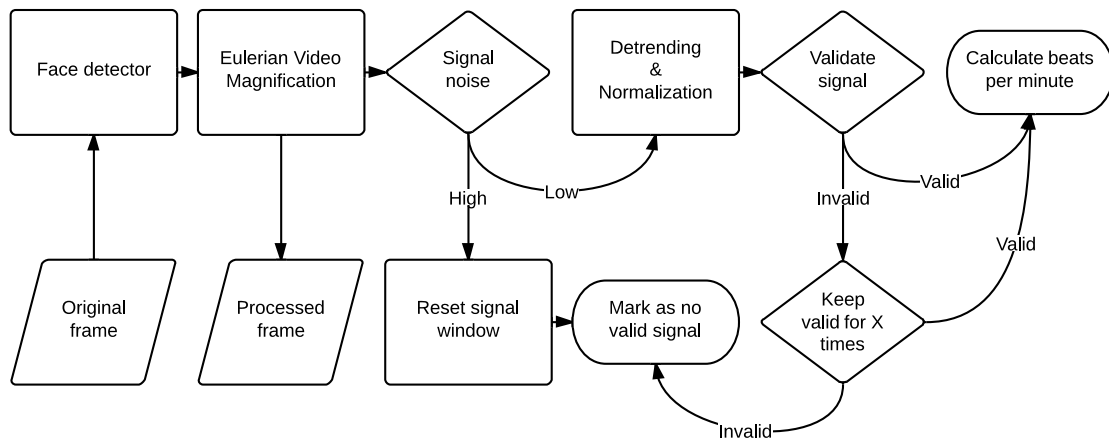 Face detector
Eulerian Video
Magnification
Signal
noise
Detrending
&
Normalization
Validate
signal
Calculate beats
per minute
High
Low
Invalid
Valid
Valid
Original
frame
Processed
frame
Reset signal
window
Mark as no
valid signal
Keep
valid for X
times
Invalid